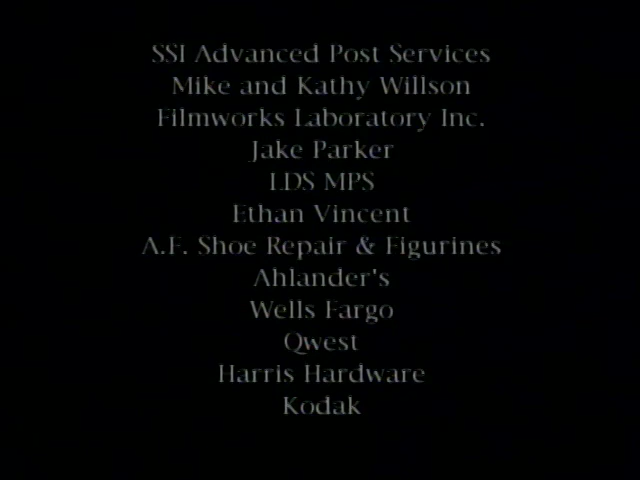 SSI Advanced Post Services
Mike and Kathy Willson
Filmworks Laboratory Inc.
Jake Parker
LDS MPS
Ethan Vincent
A.F. Shoe Repair & Figurines
Ahlander's
Wells Fargo
Qwest
Harris Hardware
Kodak